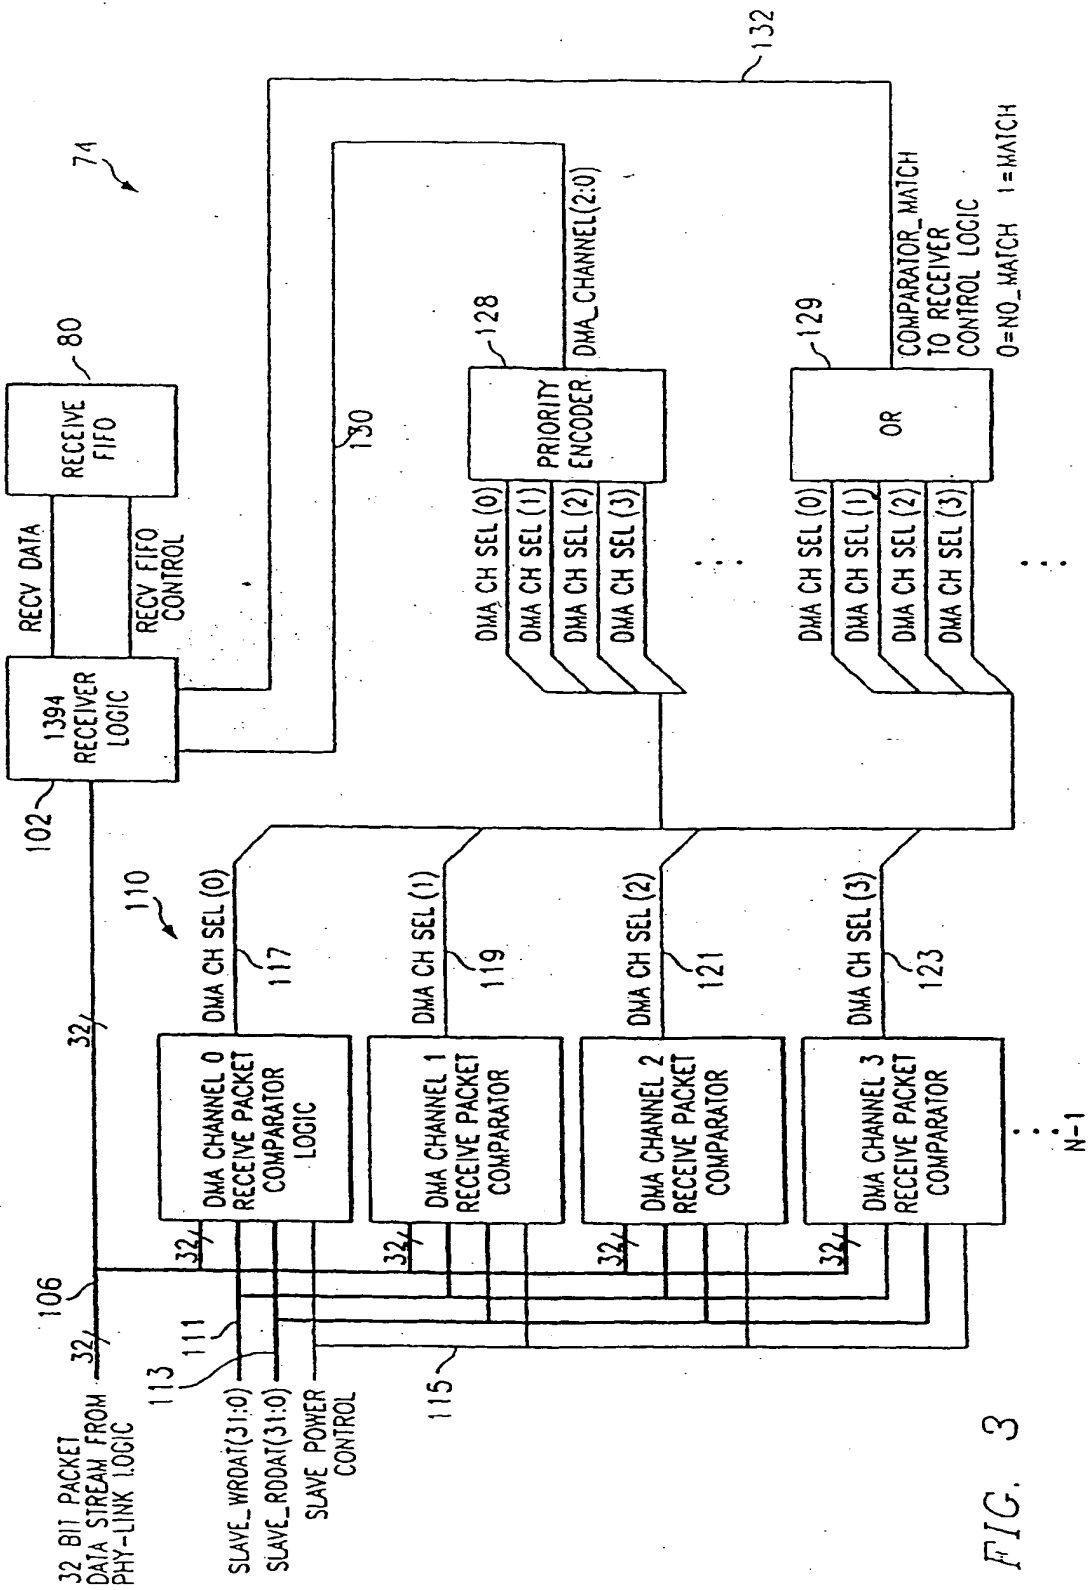 74
132
RECEIVE
FIFO
80
RECV DATA
RECV FIFO
CONTROL
1394
RECEIVER
LOGIC
102
130
110
32
106
32
32 BIT PACKET
DATA STREAM FROM
PHY-LINK LOGIC
111
113
SLAVE_WRDAT(31:0)
SLAVE_RDDAT(31:0)
SLAVE POWER
CONTROL
115
32
DMA CHANNEL 0
RECEIVE PACKET
COMPARATOR
LOGIC
DMA CH SEL (0)
117
32
DMA CHANNEL 1
RECEIVE PACKET
COMPARATOR
DMA CH SEL (1)
119
32
DMA CHANNEL 2
RECEIVE PACKET
COMPARATOR
DMA CH SEL (2)
121
32
DMA CHANNEL 3
RECEIVE PACKET
COMPARATOR
DMA CH SEL (3)
123
N-1
DMA CH SEL (0)
DMA CH SEL (1)
DMA CH SEL (2)
DMA CH SEL (3)
PRIORITY
ENCODER
128
DMA_CHANNEL(2:0)
DMA CH SEL (0)
DMA CH SEL (1)
DMA CH SEL (2)
DMA CH SEL (3)
OR
129
COMPARATOR_MATCH
TO RECEIVER
CONTROL LOGIC
0=NO_MATCH 1=MATCH
FIG. 3